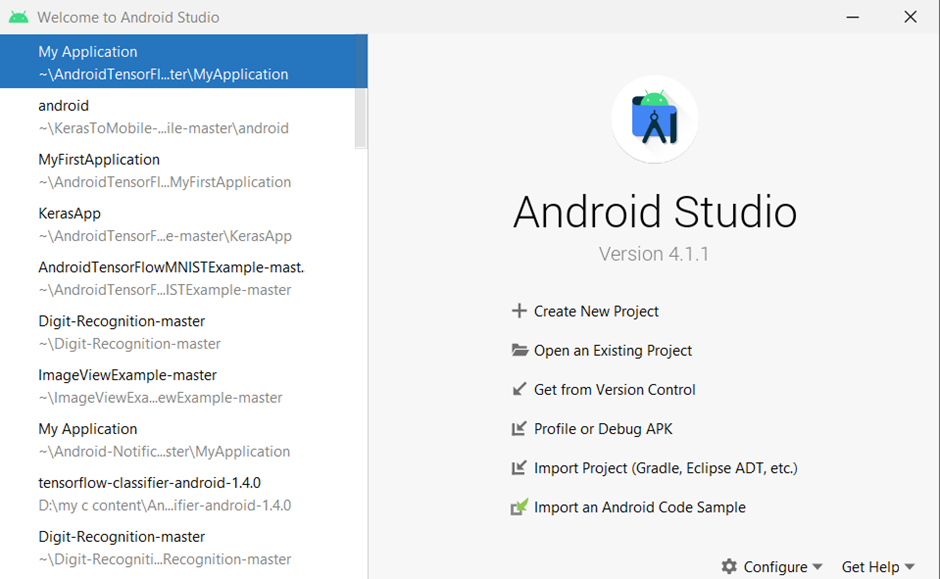 Welcome to Android Studio
My Application
~\AndroidTensorFl...ter\MyApplication
android
~\KerasToMobile-...ile-master\android
MyFirstApplication
~\AndroidTensorFl...MyFirstApplication
KerasApp
~\AndroidTensorF...e-master\KerasApp
AndroidTensorFlowMNISTExample-mast.
~\AndroidTensorF...ISTExample-master
Digit-Recognition-master
~\Digit-Recognition-master
ImageViewExample-master
~\ImageViewExa...ewExample-master
My Application
~\Android-Notific...ster\MyApplication
tensorflow-classifier-android-1.4.0
D:\my c content\An...ifier-android-1.4.0
Digit-Recognition-master
~\Digit-Recogniti...Recognition-master
Android Studio
Version 4.1.1
Create New Project
Open an Existing Project
Get from Version Control
Profile or Debug APK
Import Project (Gradle, Eclipse ADT, etc.)
Import an Android Code Sample
Configure Get Help